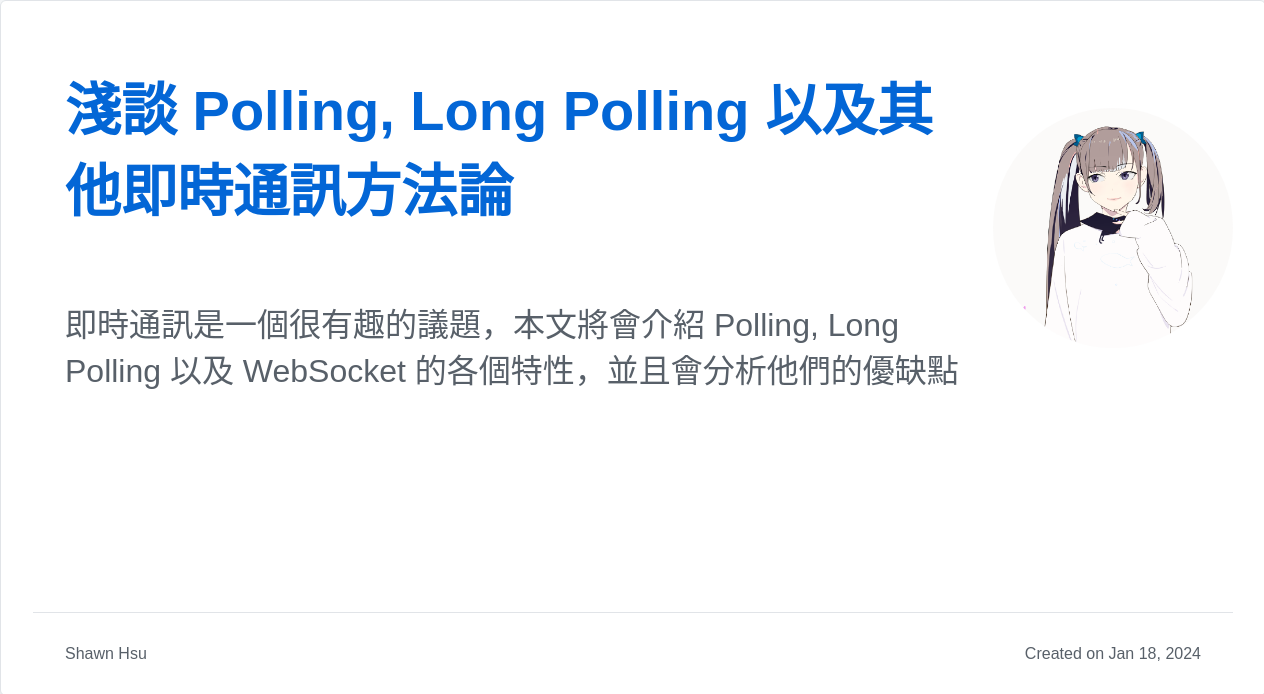 淺談 Polling, Long Polling 以及其
他即時通訊方法論
即時通訊是一個很有趣的議題，本文將會介紹 Polling, Long
Polling 以及 WebSocket 的各個特性，並且會分析他們的優缺點
Shawn Hsu
Created on Jan 18, 2024